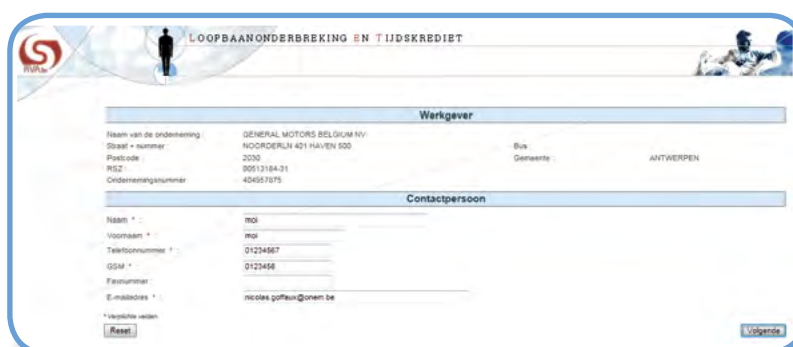 LOOPBAANONDERBREKING EN TIJDSKREDIET
Werkgever
Naam van de onderneming : GENERAL MOTORS BELGIUM NV
Straat + nummer : NOORDERLN 401 HAVEN 500 Bus :
Postcode : 2030 Gemeente : ANTWERPEN
RSZ : 00513184-31
Ondernemingsnummer 404957875
Contactpersoon
Naam * : moi
Voornaam * : moi
Telefoonnummer * : 01234567
GSM * : 0123456
Faxnummer :
E-mailadres * : nicolas.goffaux@onem.be
* Verplichte velden
Reset Volgende